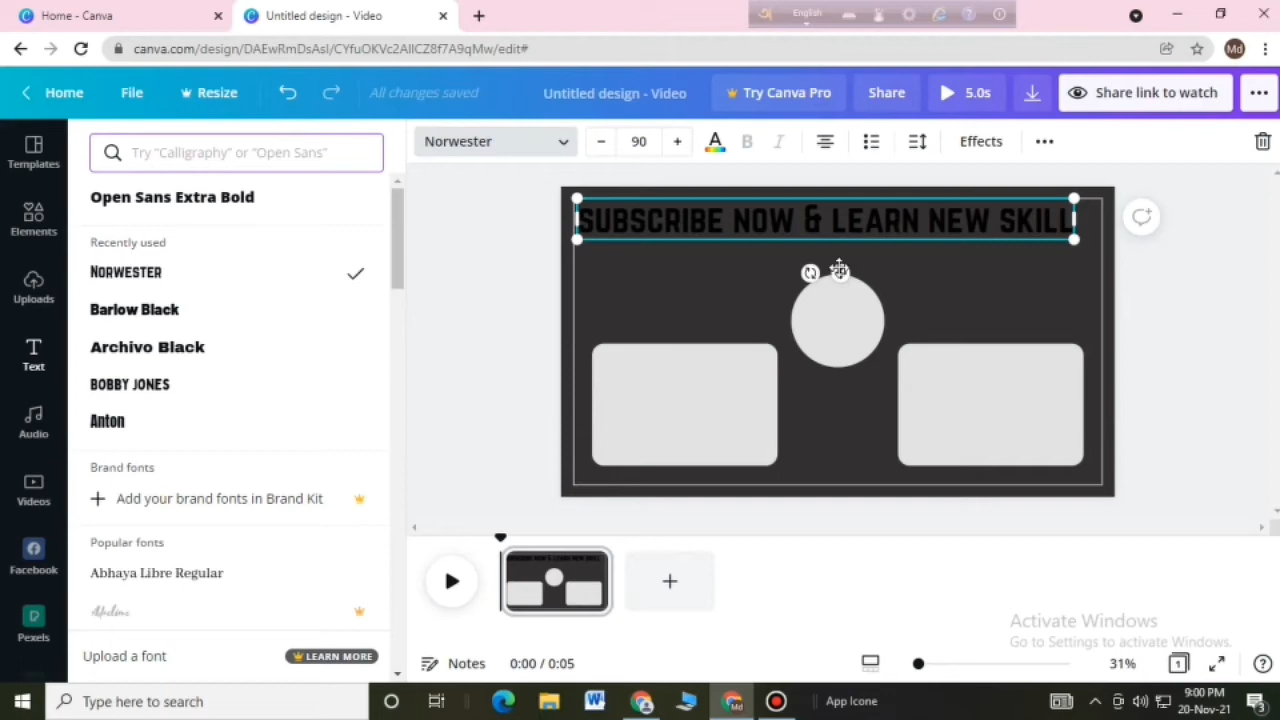 Home - Canva
Untitled design - Video
English
canva.com/design/DAEwRmDsAsI/CYfuOKVc2AIlCZ8f7A9qMw/edit#
Md
Home
File
Resize
All changes saved
Untitled design - Video
Try Canva Pro
Share
5.0s
Share link to watch
Templates
Elements
Uploads
Text
Audio
Videos
Facebook
Pexels
Try “Calligraphy” or “Open Sans”
Open Sans Extra Bold
Recently used
Norwester
Barlow Black
Archivo Black
BOBBY JONES
Anton
Brand fonts
Add your brand fonts in Brand Kit
Popular fonts
Abhaya Libre Regular
Upload a font
LEARN MORE
Norwester
90
A
B
I
Effects
SUBSCRIBE NOW & LEARN NEW SKILL
Notes
0:00 / 0:05
Activate Windows
Go to Settings to activate Windows.
31%
1
Type here to search
App Icone
9:00 PM
20-Nov-21
3